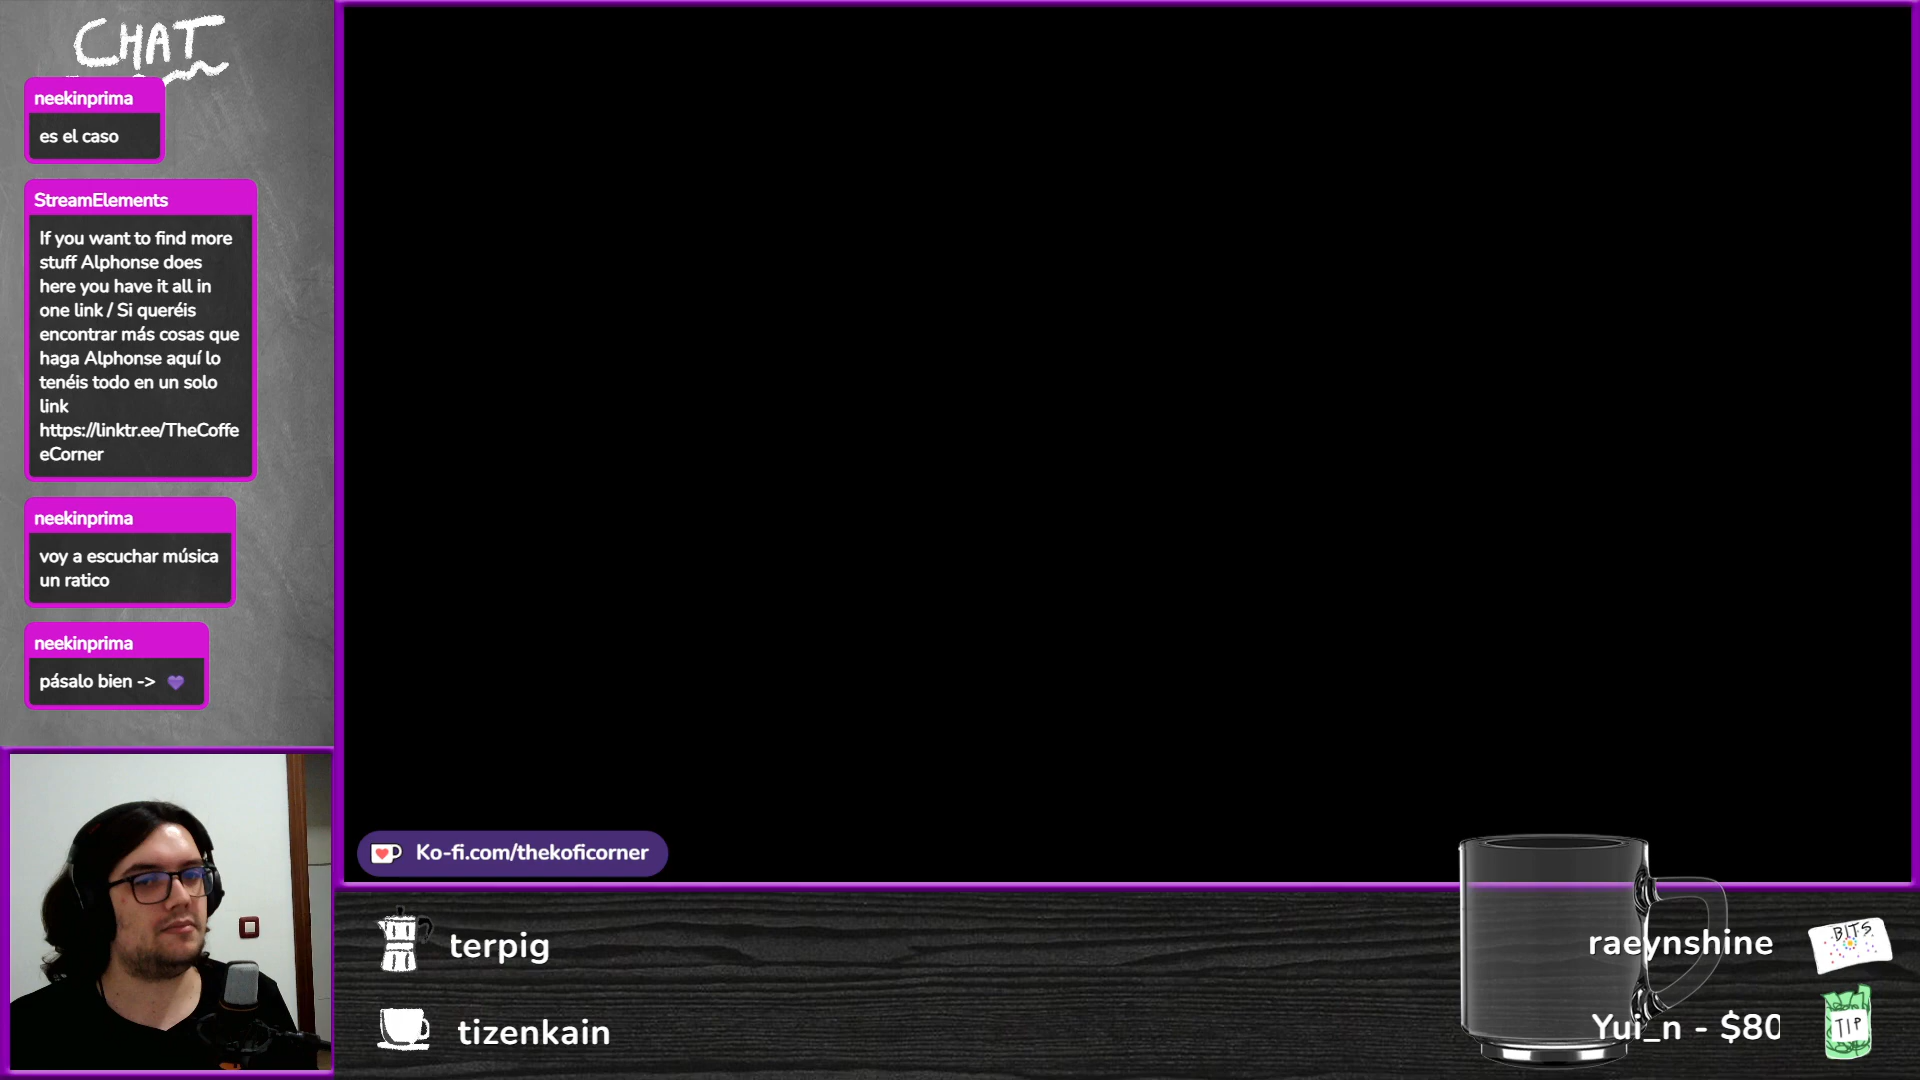 CHAT
neekinprima
es el caso
StreamElements
If you want to find more
stuff Alphonse does
here you have it all in
one link / Si queréis
encontrar más cosas que
haga Alphonse aquí lo
tenéis todo en un solo
link
https://linktr.ee/TheCoffe
eCorner
neekinprima
voy a escuchar música
un ratico
neekinprima
pásalo bien ->
Ko-fi.com/thekoficorner
terpig
tizenkain
raeynshine
BITS
Yui_n - $80
TIP